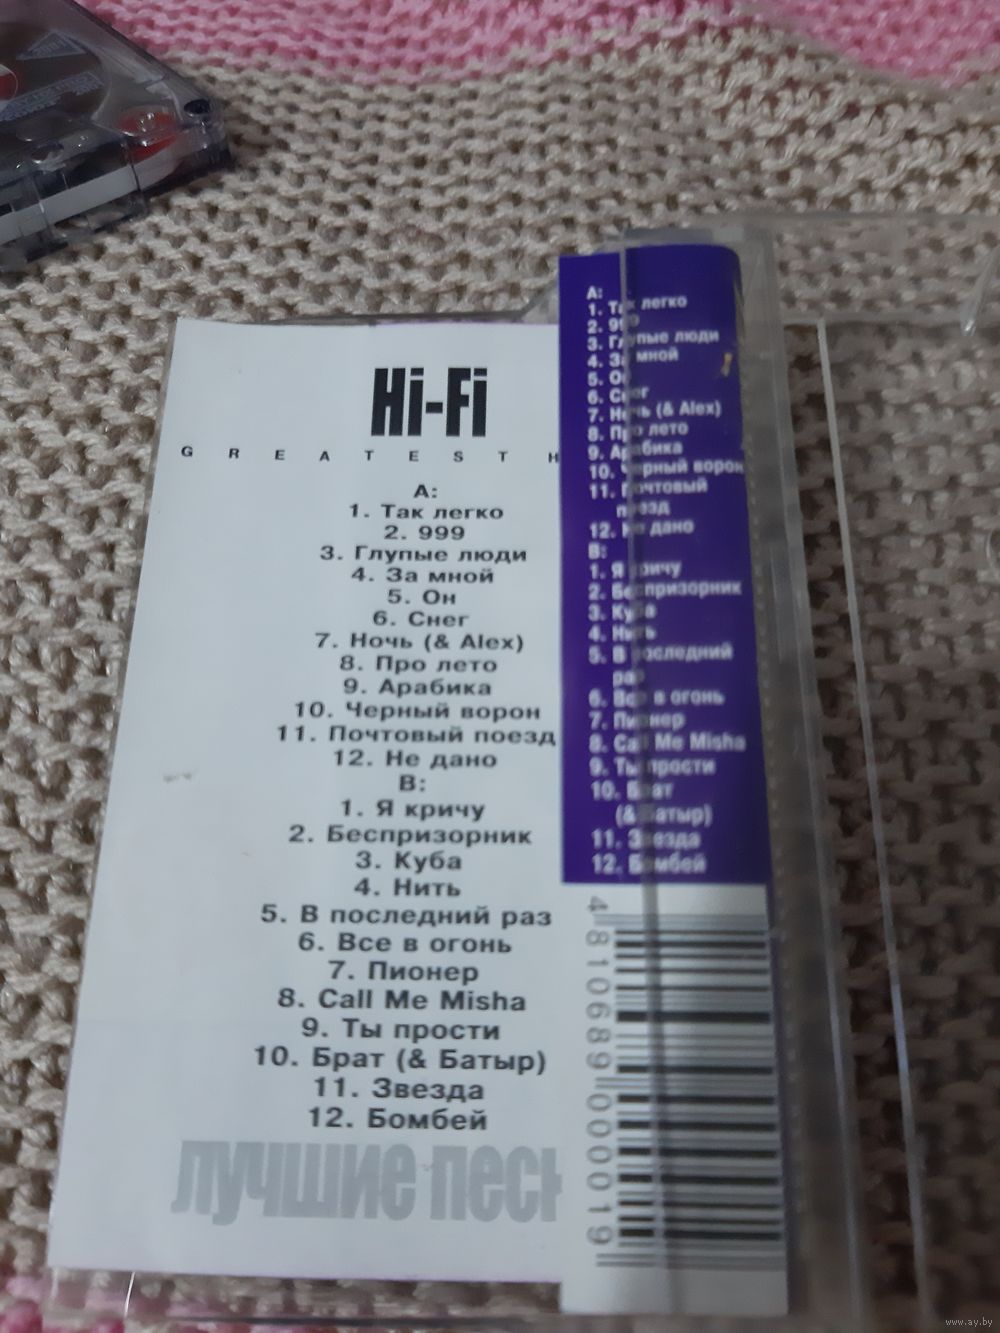 Hi-Fi
GREATEST H
A:
1. Так легко
2. 999
3. Глупые люди
4. За мной
5. Он
6. Снег
7. Ночь (& Alex)
8. Про лето
9. Арабика
10. Черный ворон
11. Почтовый поезд
12. Не дано
B:
1. Я кричу
2. Беспризорник
3. Куба
4. Нить
5. В последний раз
6. Все в огонь
7. Пионер
8. Call Me Misha
9. Ты прости
10. Брат (& Батыр)
11. Звезда
12. Бомбей
лучшие песн
A:
1. Так легко
2. 999
3. Глупые люди
4. За мной
5. Он
6. Снег
7. Ночь (& Alex)
8. Про лето
9. Арабика
10. Черный ворон
11. Почтовый
поезд
12. Не дано
B:
1. Я кричу
2. Беспризорник
3. Куба
4. Нить
5. В последний
раз
6. Все в огонь
7. Пионер
8. Call Me Misha
9. Ты прости
10. Брат
(& Батыр)
11. Звезда
12. Бомбей
4810689000019
www.ay.by